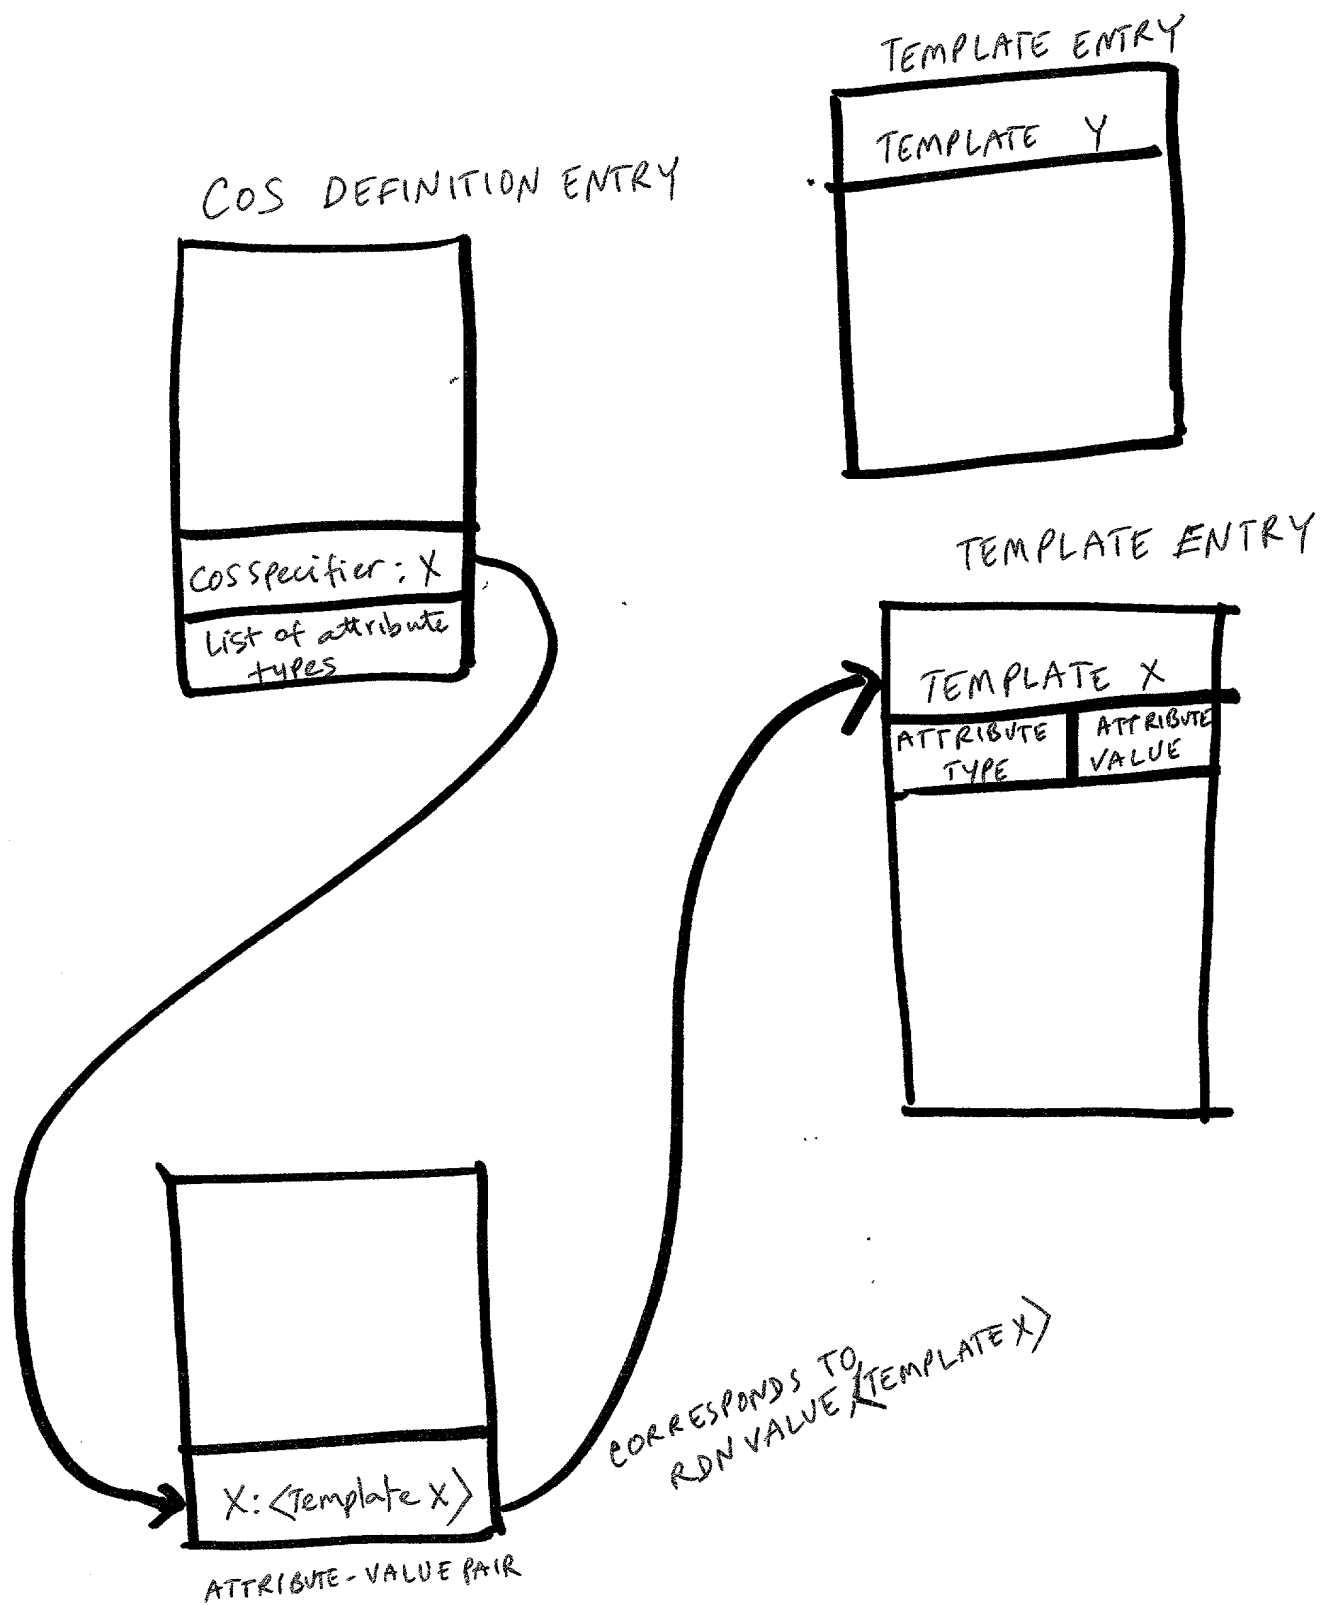 TEMPLATE ENTRY
TEMPLATE Y
COS DEFINITION ENTRY
COSSpecifier: X
List of attribute
types
TEMPLATE ENTRY
TEMPLATE X
ATTRIBUTE
TYPE
ATTRIBUTE
VALUE
CORRESPONDS TO
RDN VALUE, <TEMPLATE X>
X: <Template X>
ATTRIBUTE-VALUE PAIR